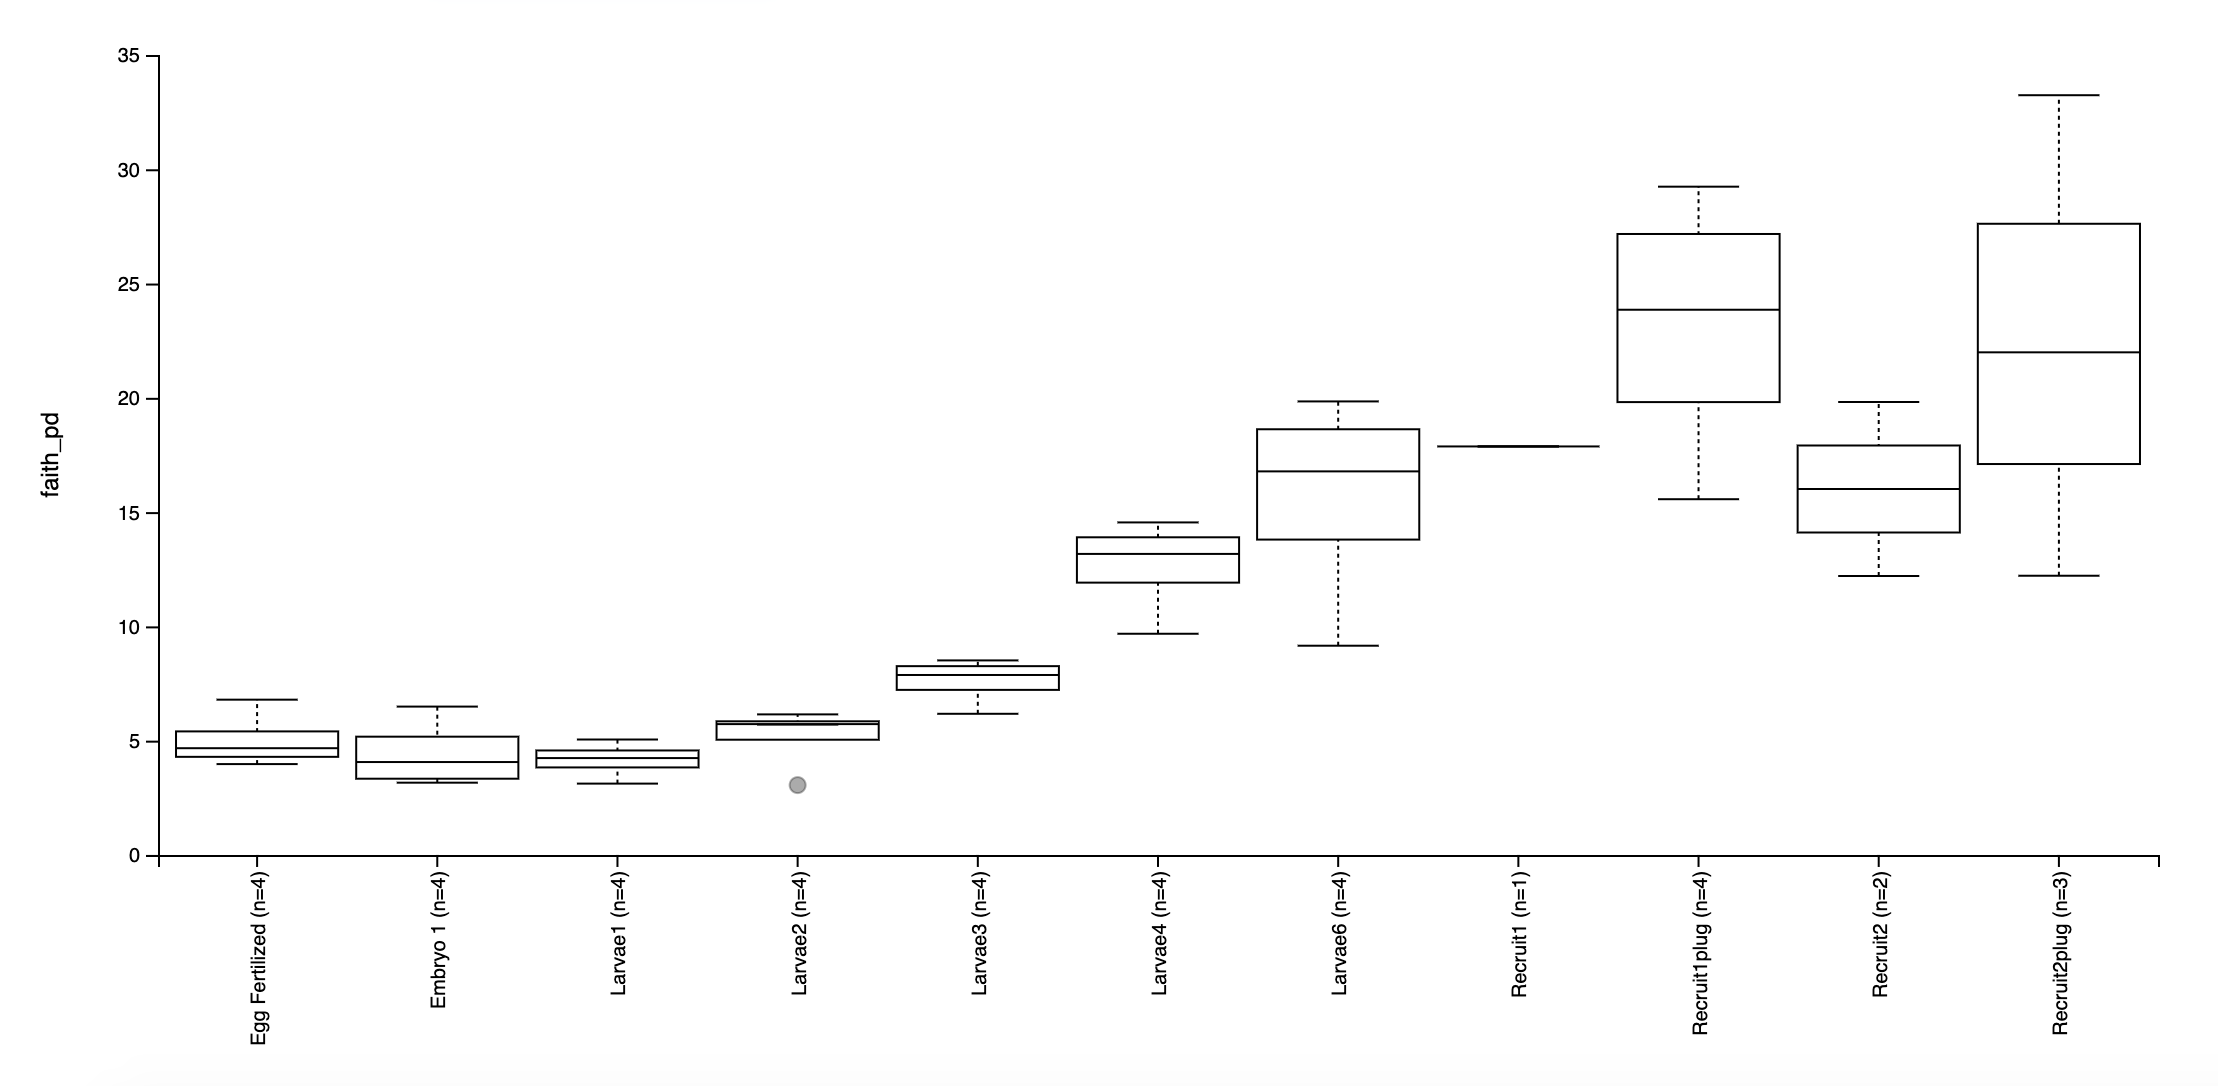 35
30
25
20
15
10
5
0
faith_pd
Egg Fertilized (n=4)
Embryo 1 (n=4)
Larvae1 (n=4)
Larvae2 (n=4)
Larvae3 (n=4)
Larvae4 (n=4)
Larvae6 (n=4)
Recruit1 (n=1)
Recruit1plug (n=4)
Recruit2 (n=2)
Recruit2plug (n=3)